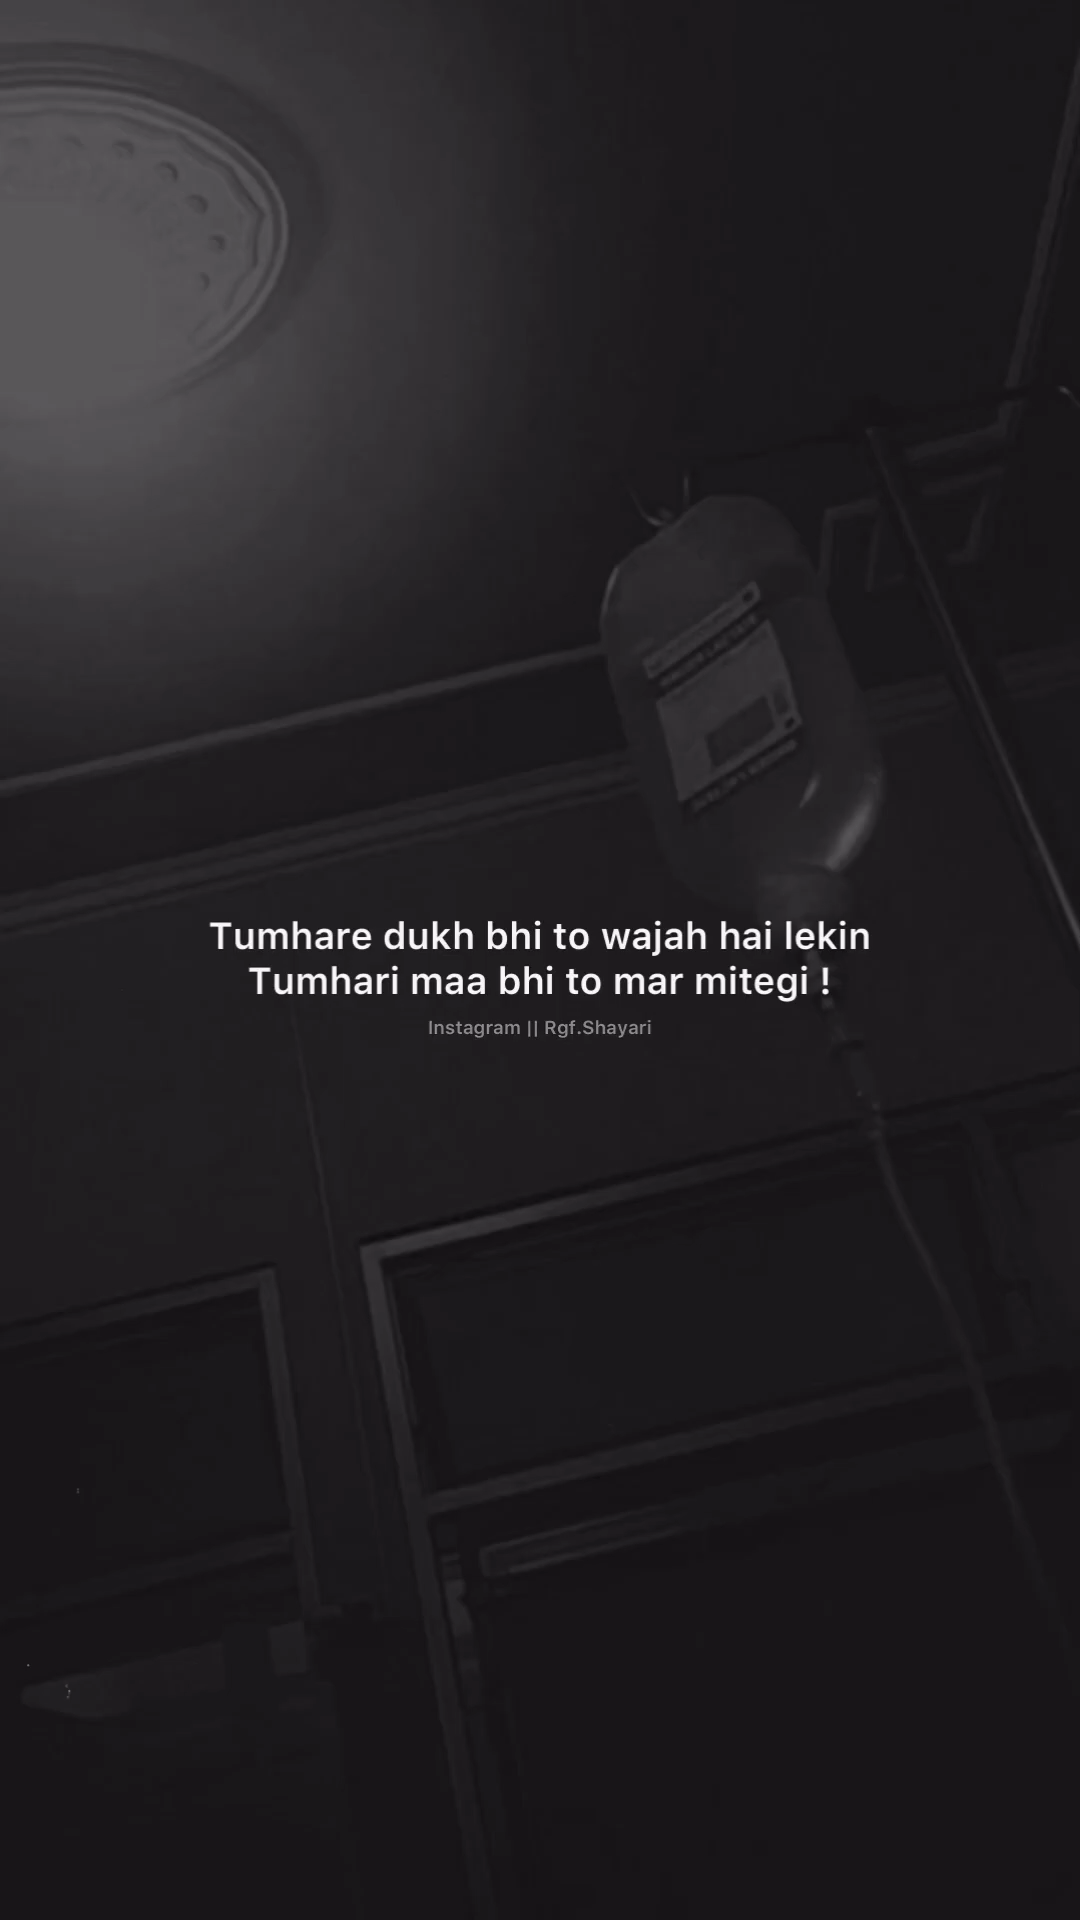 Tumhare dukh bhi to wajah hai lekin
Tumhari maa bhi to mar mitegi !
Instagram || Rgf.Shayari